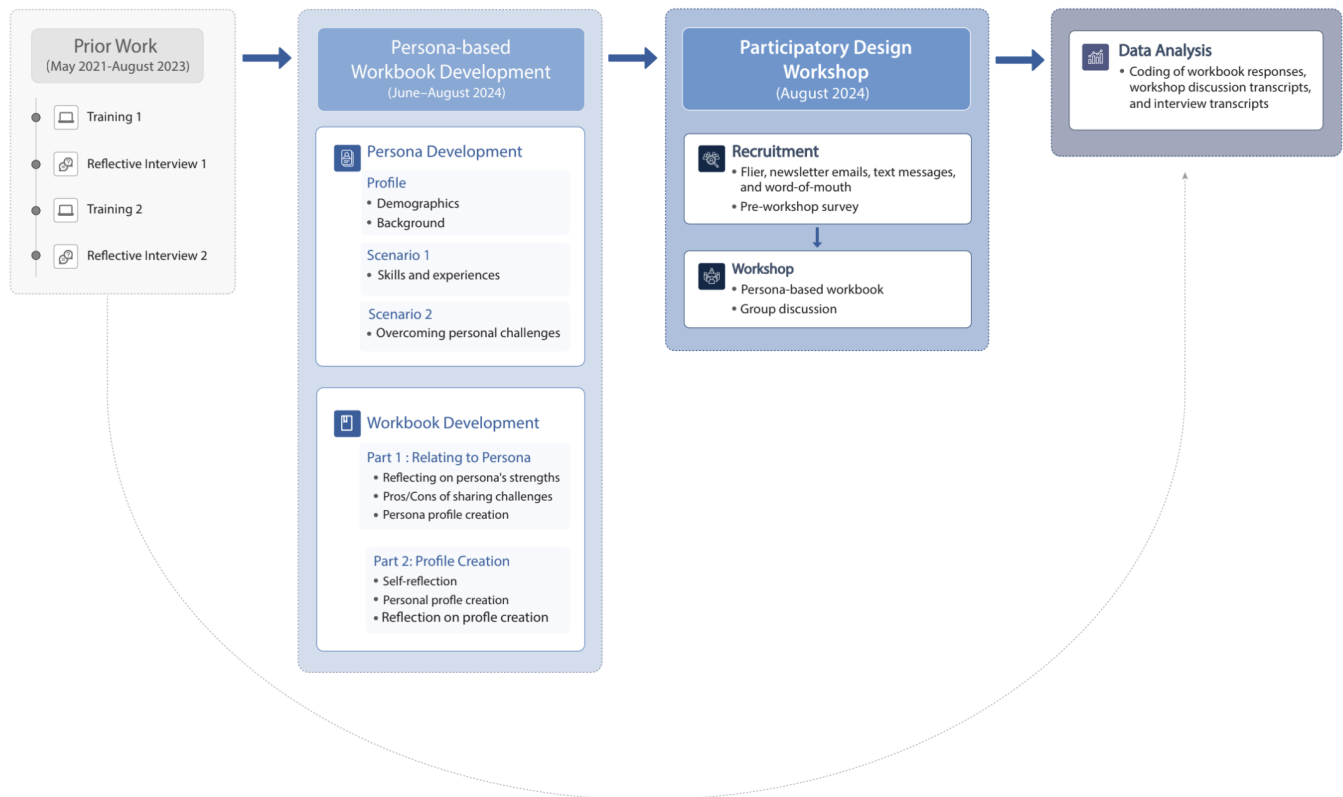 Prior Work
(May 2021-August 2023)
Training 1
Reflective Interview 1
Training 2
Reflective Interview 2
Persona-based
Workbook Development
(June–August 2024)
Persona Development
Profile
• Demographics
• Background
Scenario 1
• Skills and experiences
Scenario 2
• Overcoming personal challenges
Workbook Development
Part 1 : Relating to Persona
• Reflecting on persona's strengths
• Pros/Cons of sharing challenges
• Persona profile creation
Part 2: Profile Creation
• Self-reflection
• Personal profle creation
• Reflection on profle creation
Participatory Design
Workshop
(August 2024)
Recruitment
• Flier, newsletter emails, text messages,
and word-of-mouth
• Pre-workshop survey
Workshop
• Persona-based workbook
• Group discussion
Data Analysis
• Coding of workbook responses,
workshop discussion transcripts,
and interview transcripts